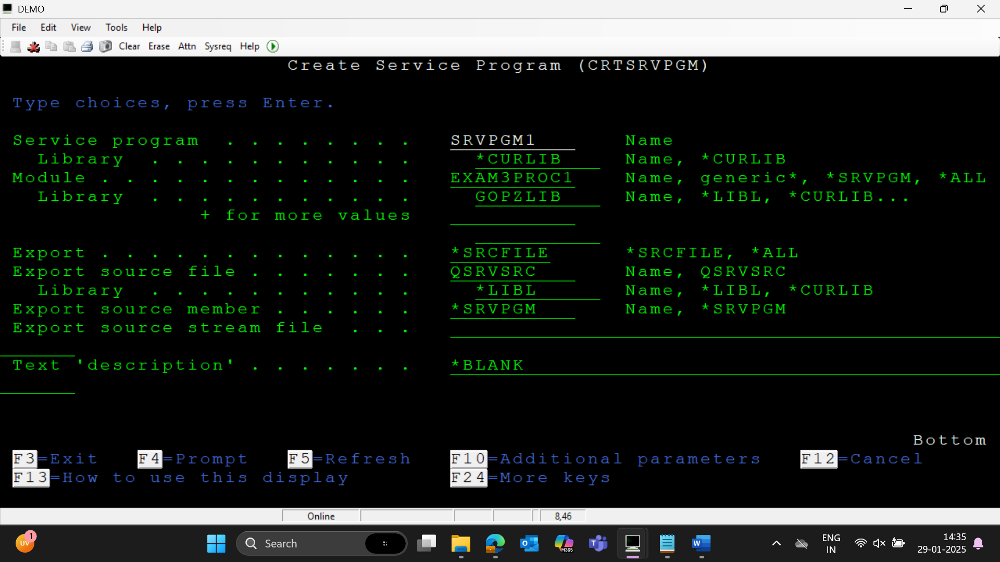 DEMO
File Edit View Tools Help
Clear Erase Attn Sysreq Help
Create Service Program (CRTSRVPGM)
Type choices, press Enter.
Service program . . . . . . . . SRVPGM1 Name
Library . . . . . . . . . . . *CURLIB Name, *CURLIB
Module . . . . . . . . . . . . . EXAM3PROC1 Name, generic*, *SRVPGM, *ALL
Library . . . . . . . . . . . GOPZLIB Name, *LIBL, *CURLIB...
+ for more values
Export . . . . . . . . . . . . . *SRCFILE *SRCFILE, *ALL
Export source file . . . . . . . QSRVSRC Name, QSRVSRC
Library . . . . . . . . . . . *LIBL Name, *LIBL, *CURLIB
Export source member . . . . . . *SRVPGM Name, *SRVPGM
Export source stream file . . .
Text 'description' . . . . . . . *BLANK
Bottom
F3=Exit F4=Prompt F5=Refresh F10=Additional parameters F12=Cancel
F13=How to use this display F24=More keys
Online 8,46
UV 1 Search M365 ENG 14:35
IN 29-01-2025